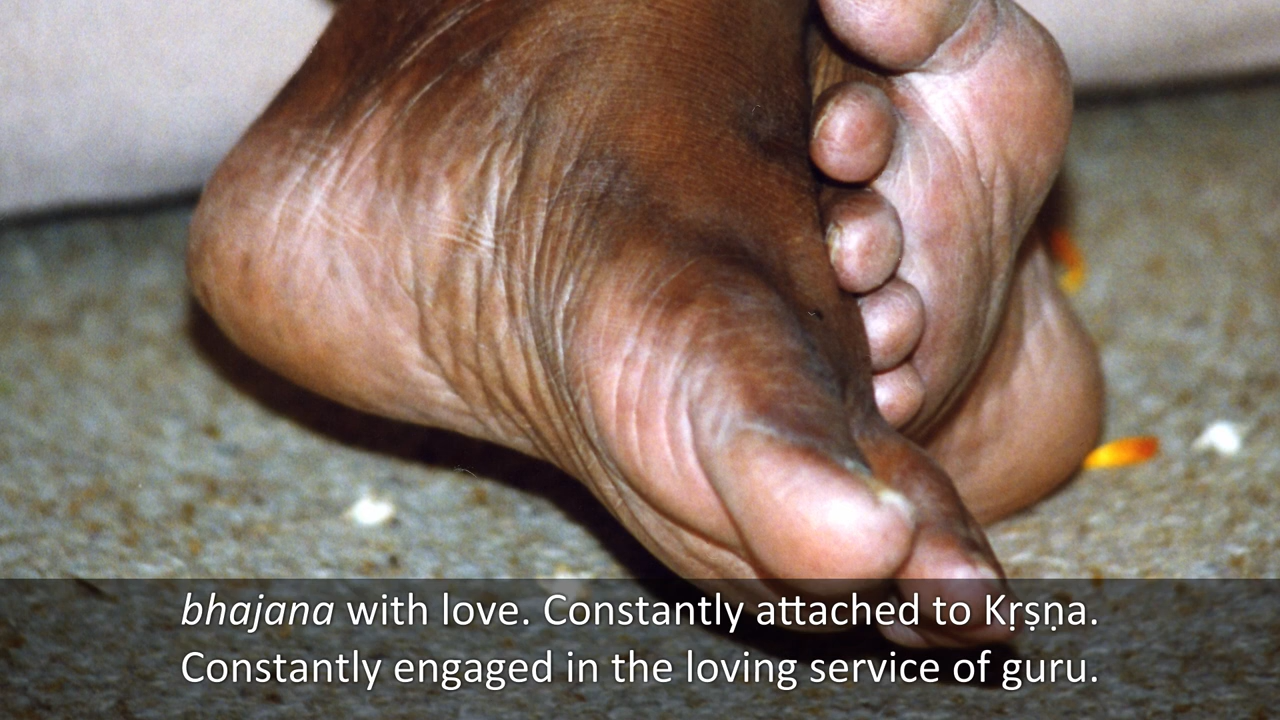 bhajana with love. Constantly attached to Kṛṣṇa.
Constantly engaged in the loving service of guru.